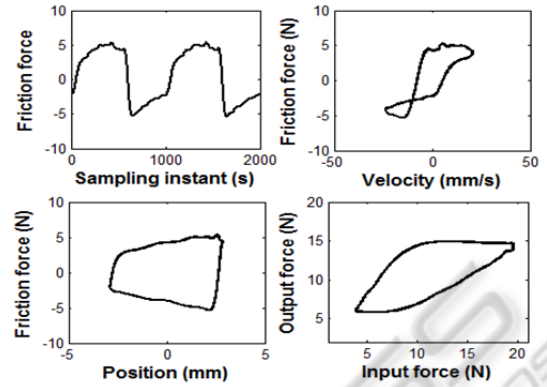 Friction force
10
5
0
-5
-10
0 1000 2000
Sampling instant (s)
Friction force (N)
10
5
0
-5
-10
-50 0 50
Velocity (mm/s)
Friction force (N)
10
5
0
-5
-10
-5 0 5
Position (mm)
Output force (N)
20
15
10
5
5 10 15 20
Input force (N)